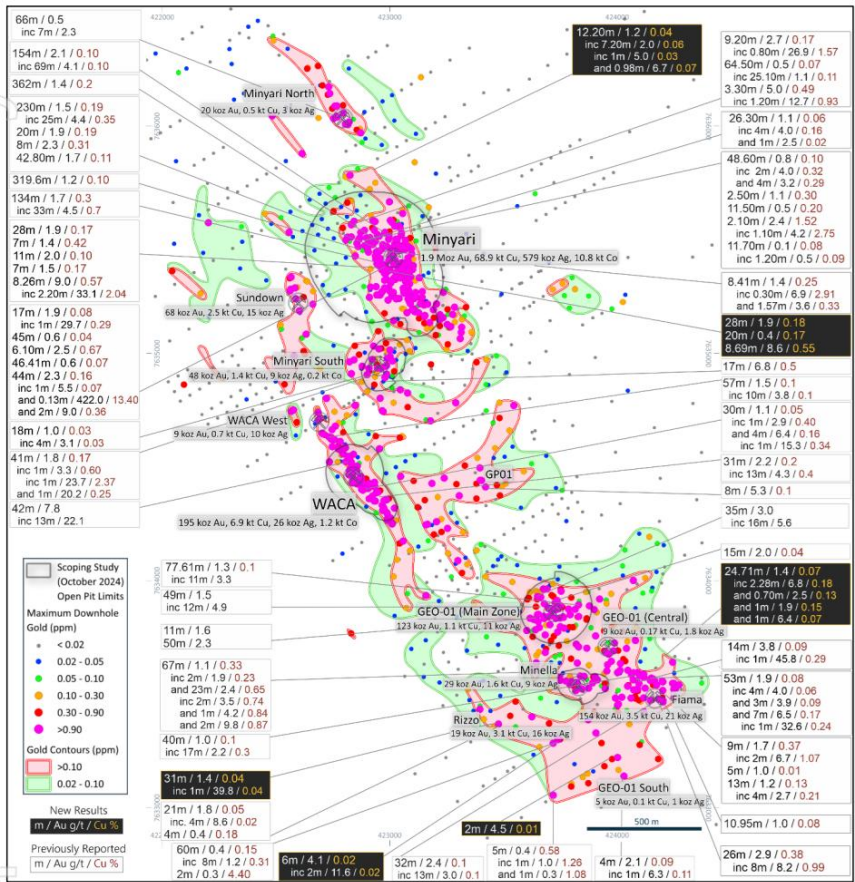 422000
423000
424000
66m / 0.5
inc 7m / 2.3
154m / 2.1 / 0.10
inc 69m / 4.1 / 0.10
362m / 1.4 / 0.2
230m / 1.5 / 0.19
inc 25m / 4.4 / 0.35
20m / 1.9 / 0.19
8m / 2.3 / 0.31
42.80m / 1.7 / 0.11
319.6m / 1.2 / 0.10
134m / 1.7 / 0.3
inc 33m / 4.5 / 0.7
28m / 1.9 / 0.17
7m / 1.4 / 0.42
11m / 2.0 / 0.10
7m / 1.5 / 0.17
8.26m / 9.0 / 0.57
inc 2.20m / 33.1 / 2.04
17m / 1.9 / 0.08
inc 1m / 29.7 / 0.29
45m / 0.6 / 0.04
6.10m / 2.5 / 0.67
46.41m / 0.6 / 0.07
44m / 2.3 / 0.16
inc 1m / 5.5 / 0.07
and 0.13m / 422.0 / 13.40
and 2m / 9.0 / 0.36
18m / 1.0 / 0.03
inc 4m / 3.1 / 0.03
41m / 1.8 / 0.17
inc 1m / 3.3 / 0.60
inc 1m / 23.7 / 2.37
and 1m / 20.2 / 0.25
42m / 7.8
inc 13m / 22.1
12.20m / 1.2 / 0.04
inc 7.20m / 2.0 / 0.06
inc 1m / 5.0 / 0.03
and 0.98m / 6.7 / 0.07
9.20m / 2.7 / 0.17
inc 0.80m / 26.9 / 1.57
64.50m / 0.5 / 0.07
inc 25.10m / 1.1 / 0.11
3.30m / 5.0 / 0.49
inc 1.20m / 12.7 / 0.93
26.30m / 1.1 / 0.06
inc 4m / 4.0 / 0.16
and 1m / 2.5 / 0.02
48.60m / 0.8 / 0.10
inc 2m / 4.0 / 0.32
and 4m / 3.2 / 0.29
2.50m / 1.1 / 0.30
11.50m / 0.5 / 0.20
2.10m / 2.4 / 1.52
inc 1.10m / 4.2 / 2.75
11.70m / 0.1 / 0.08
inc 1.20m / 0.5 / 0.09
8.41m / 1.4 / 0.25
inc 0.30m / 6.9 / 2.91
and 1.57m / 3.6 / 0.33
28m / 1.9 / 0.18
20m / 0.4 / 0.17
8.69m / 8.6 / 0.55
17m / 6.8 / 0.5
57m / 1.5 / 0.1
inc 10m / 3.8 / 0.1
30m / 1.1 / 0.05
inc 1m / 2.9 / 0.40
and 4m / 6.4 / 0.16
inc 1m / 15.3 / 0.34
31m / 2.2 / 0.2
inc 13m / 4.3 / 0.4
8m / 5.3 / 0.1
35m / 3.0
inc 16m / 5.6
15m / 2.0 / 0.04
24.71m / 1.4 / 0.07
inc 2.28m / 6.8 / 0.18
and 0.70m / 2.5 / 0.13
and 1m / 1.9 / 0.15
and 1m / 6.4 / 0.07
14m / 3.8 / 0.09
inc 1m / 45.8 / 0.29
53m / 1.9 / 0.08
inc 4m / 4.0 / 0.06
and 3m / 3.9 / 0.09
and 7m / 6.5 / 0.17
inc 1m / 32.6 / 0.24
9m / 1.7 / 0.37
inc 2m / 6.7 / 1.07
5m / 1.0 / 0.01
13m / 1.2 / 0.13
inc 4m / 2.7 / 0.21
10.95m / 1.0 / 0.08
26m / 2.9 / 0.38
inc 8m / 8.2 / 0.99
Minyari North
20 koz Au, 0.5 kt Cu, 3 koz Ag
7636000
7636000
Minyari
1.9 Moz Au, 68.9 kt Cu, 579 koz Ag, 10.8 kt Co
Sundown
68 koz Au, 2.5 kt Cu, 15 koz Ag
7635000
7635000
Minyari South
48 koz Au, 1.4 kt Cu, 9 koz Ag, 0.2 kt Co
WACA West
9 koz Au, 0.7 kt Cu, 10 koz Ag
GP01
WACA
195 koz Au, 6.9 kt Cu, 26 koz Ag, 1.2 kt Co
7634000
7634000
GEO-01 (Main Zone)
123 koz Au, 1.1 kt Cu, 11 koz Ag
GEO-01 (Central)
9 koz Au, 0.17 kt Cu, 1.8 koz Ag
Minella
29 koz Au, 1.6 kt Cu, 9 koz Ag
Fiama
154 koz Au, 3.5 kt Cu, 21 koz Ag
Rizzo
19 koz Au, 3.1 kt Cu, 16 koz Ag
GEO-01 South
5 koz Au, 0.1 kt Cu, 1 koz Ag
7633000
7633000
77.61m / 1.3 / 0.1
inc 11m / 3.3
49m / 1.5
inc 12m / 4.9
11m / 1.6
50m / 2.3
67m / 1.1 / 0.33
inc 2m / 1.9 / 0.23
and 23m / 2.4 / 0.65
inc 2m / 3.5 / 0.74
and 1m / 4.2 / 0.84
and 2m / 9.8 / 0.87
40m / 1.0 / 0.1
inc 17m / 2.2 / 0.3
31m / 1.4 / 0.04
inc 1m / 39.8 / 0.04
21m / 1.8 / 0.05
inc. 4m / 8.6 / 0.02
4m / 0.4 / 0.18
60m / 0.4 / 0.15
inc 8m / 1.2 / 0.31
2m / 0.3 / 4.40
6m / 4.1 / 0.02
inc 2m / 11.6 / 0.02
32m / 2.4 / 0.1
inc 13m / 3.0 / 0.1
2m / 4.5 / 0.01
5m / 0.4 / 0.58
inc 1m / 1.0 / 1.26
and 1m / 0.3 / 1.08
4m / 2.1 / 0.09
inc 1m / 6.3 / 0.11
423000
424000
500 m
Scoping Study
(October 2024)
Open Pit Limits
Maximum Downhole
Gold (ppm)
< 0.02
0.02 - 0.05
0.05 - 0.10
0.10 - 0.30
0.30 - 0.90
>0.90
Gold Contours (ppm)
>0.10
0.02 - 0.10
New Results
m / Au g/t / Cu %
Previously Reported
m / Au g/t / Cu %